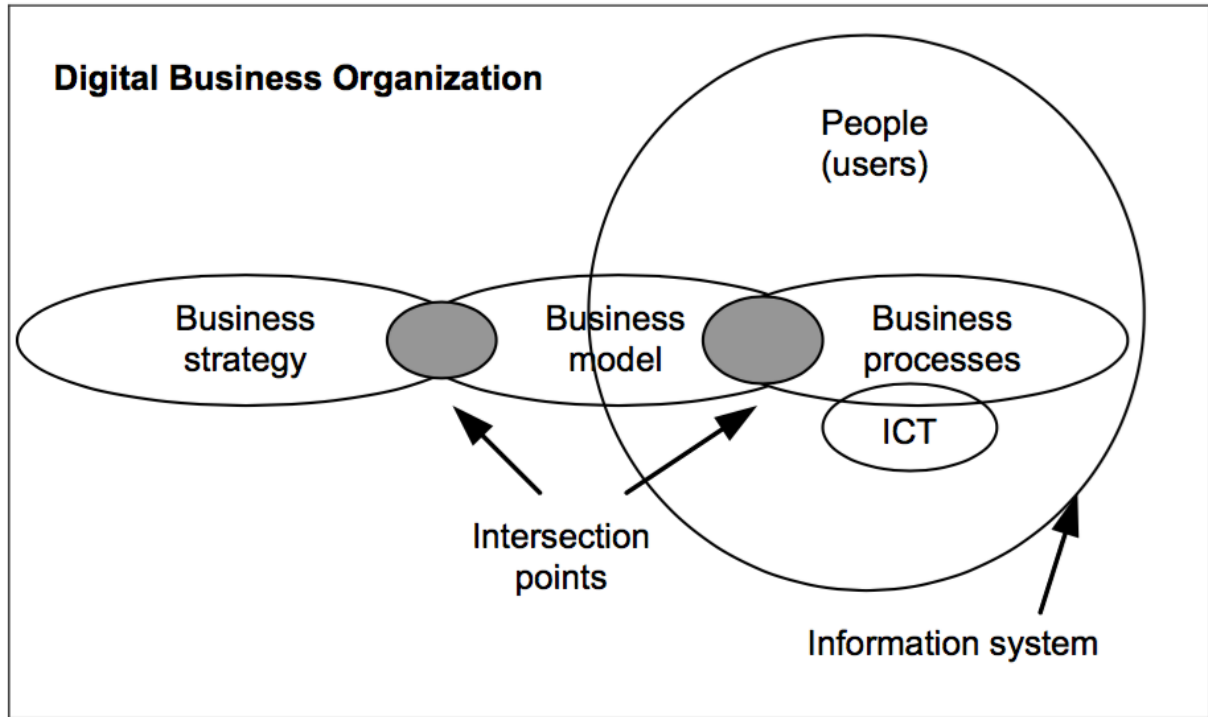 Digital Business Organization
People
(users)
Business
strategy
Business
model
Business
processes
ICT
Intersection
points
Information system